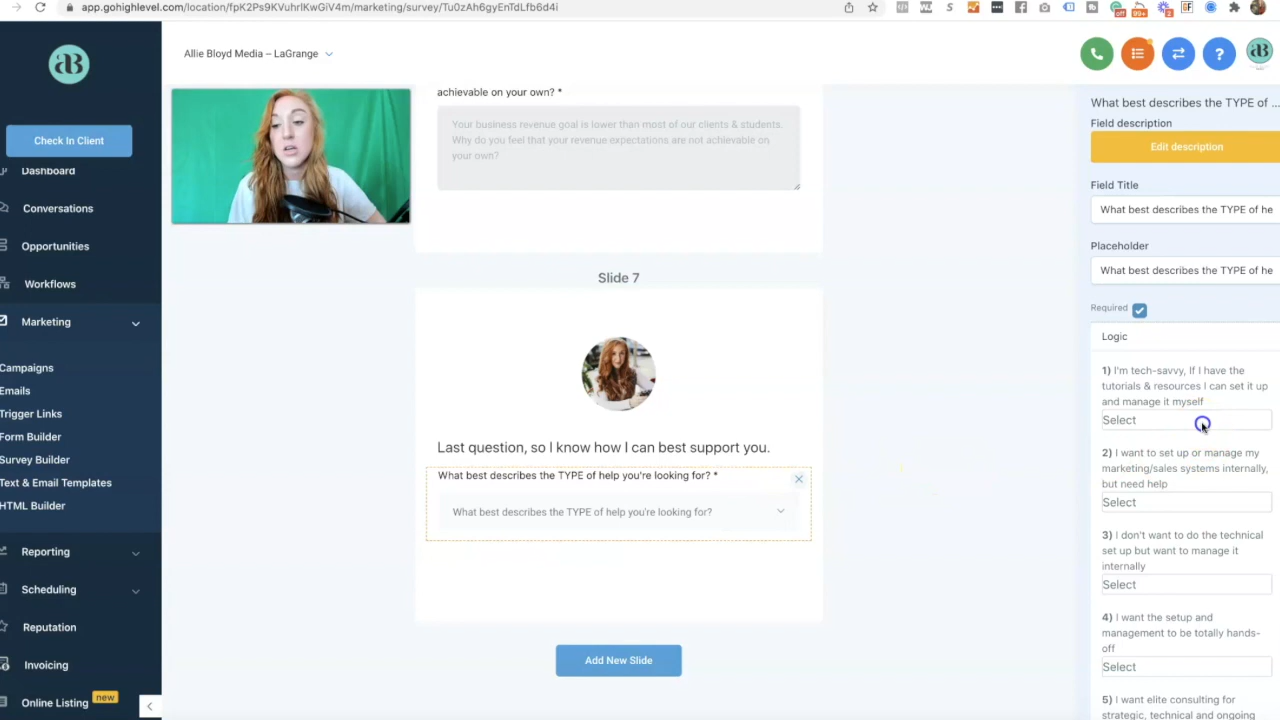 app.gohighlevel.com/location/fpK2Ps9KVuhrlKwGiV4m/marketing/survey/Tu0zAh6gyEnTdLfb6d4i
off
99+
2
GF
aB
Check In Client
Dashboard
Conversations
Opportunities
Workflows
Marketing
Campaigns
Emails
Trigger Links
Form Builder
Survey Builder
Text & Email Templates
HTML Builder
Reporting
Scheduling
Reputation
Invoicing
Online Listing new
Allie Bloyd Media – LaGrange
?
aB
achievable on your own? *
Your business revenue goal is lower than most of our clients & students.
Why do you feel that your revenue expectations are not achievable on
your own?
Slide 7
Last question, so I know how I can best support you.
What best describes the TYPE of help you're looking for? *
What best describes the TYPE of help you're looking for?
Add New Slide
What best describes the TYPE of ...
Field description
Edit description
Field Title
What best describes the TYPE of he
Placeholder
What best describes the TYPE of he
Required
Logic
1) I'm tech-savvy, If I have the
tutorials & resources I can set it up
and manage it myself
Select
2) I want to set up or manage my
marketing/sales systems internally,
but need help
Select
3) I don't want to do the technical
set up but want to manage it
internally
Select
4) I want the setup and
management to be totally hands-
off
Select
5) I want elite consulting for
strategic, technical and ongoing